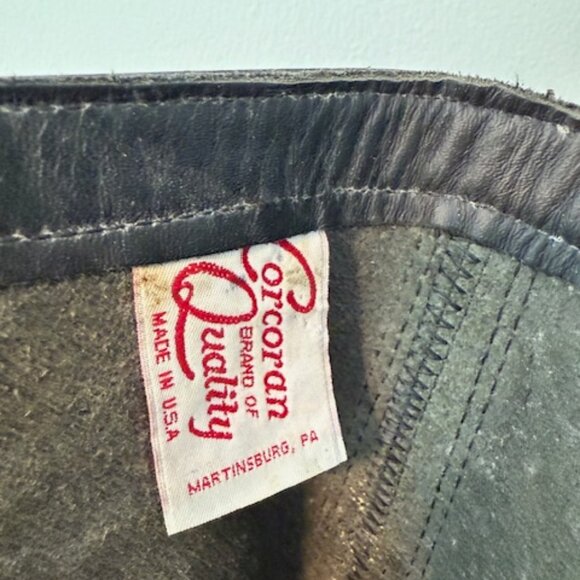 Corcoran
BRAND OF
Quality
MADE IN U.S.A
MARTINSBURG, PA